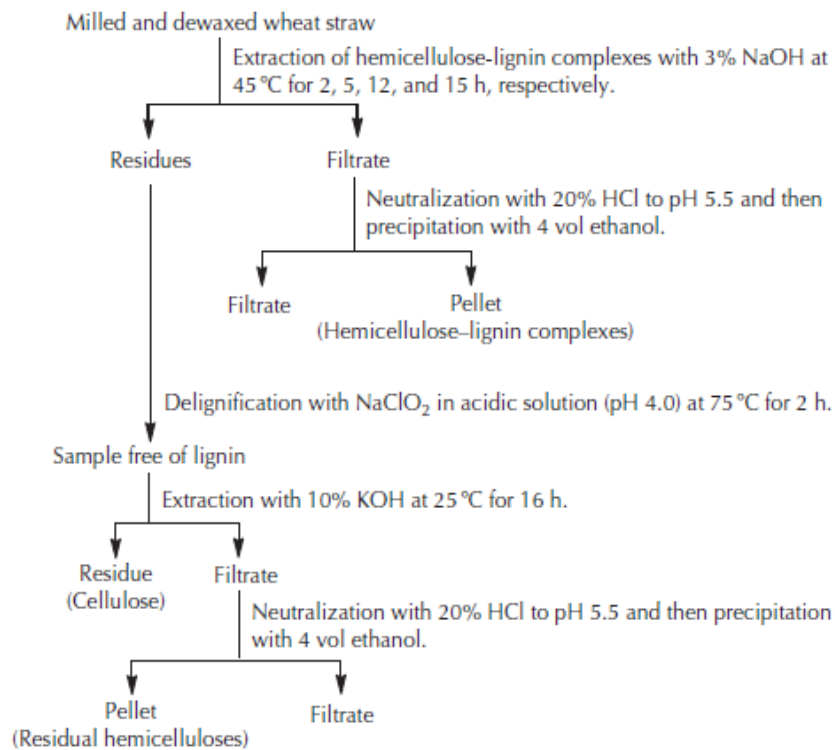 Milled and dewaxed wheat straw
Extraction of hemicellulose-lignin complexes with 3% NaOH at
45 °C for 2, 5, 12, and 15 h, respectively.
Residues
Filtrate
Neutralization with 20% HCl to pH 5.5 and then
precipitation with 4 vol ethanol.
Filtrate
Pellet
(Hemicellulose–lignin complexes)
Delignification with NaClO₂ in acidic solution (pH 4.0) at 75 °C for 2 h.
Sample free of lignin
Extraction with 10% KOH at 25 °C for 16 h.
Residue
(Cellulose)
Filtrate
Neutralization with 20% HCl to pH 5.5 and then precipitation
with 4 vol ethanol.
Pellet
(Residual hemicelluloses)
Filtrate